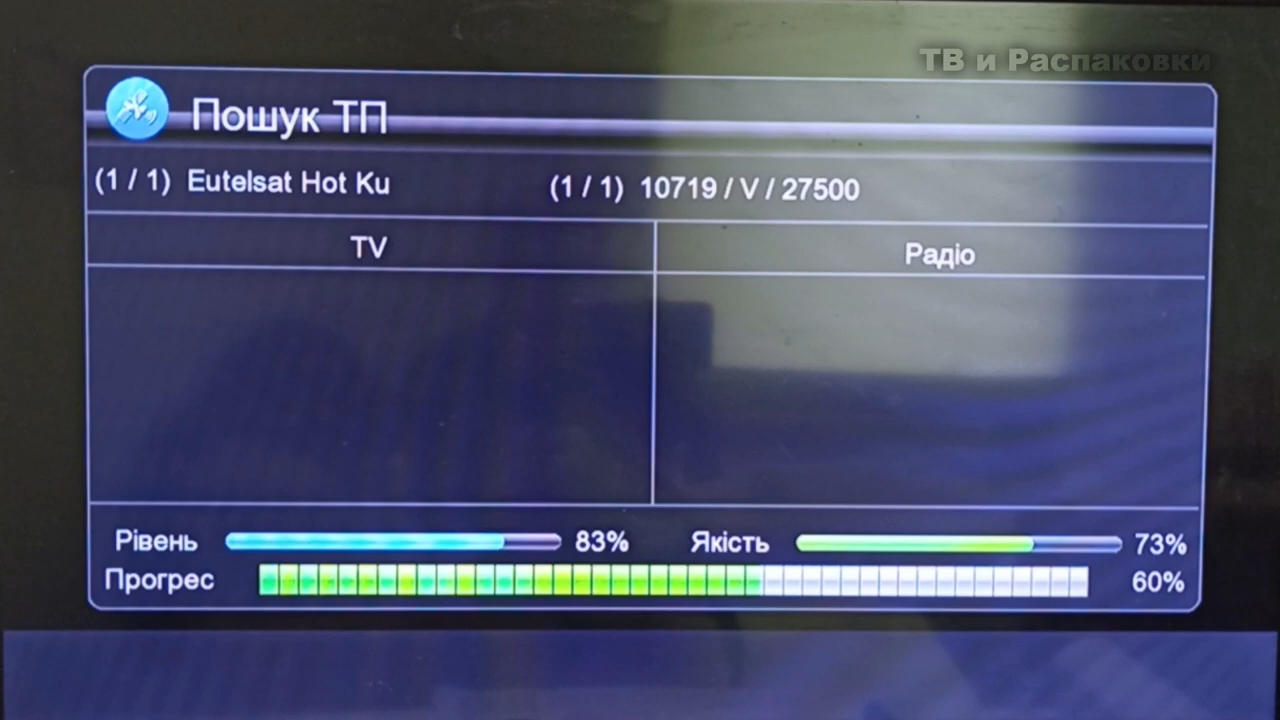 ТВ и Распаковки
Пошук ТП
(1 / 1) Eutelsat Hot Ku (1 / 1) 10719 / V / 27500
TV Радіо
Рівень 83% Якість 73%
Прогрес 60%